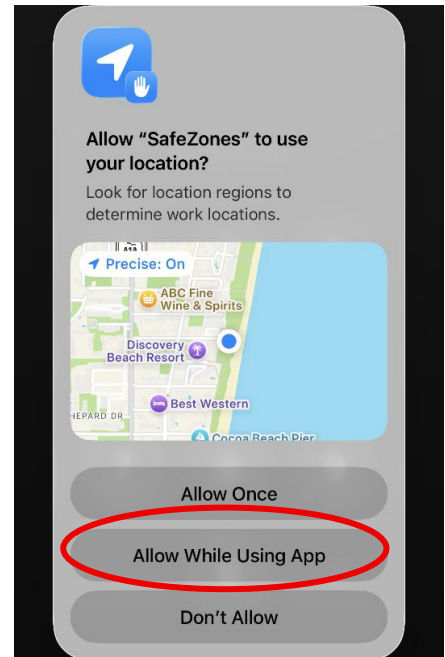 Allow “SafeZones” to use
your location?
Look for location regions to
determine work locations.
A1A
Precise: On
ABC Fine
Wine & Spirits
Discovery
Beach Resort
Best Western
HEPARD DR
Cocoa Beach Pier
Allow Once
Allow While Using App
Don’t Allow